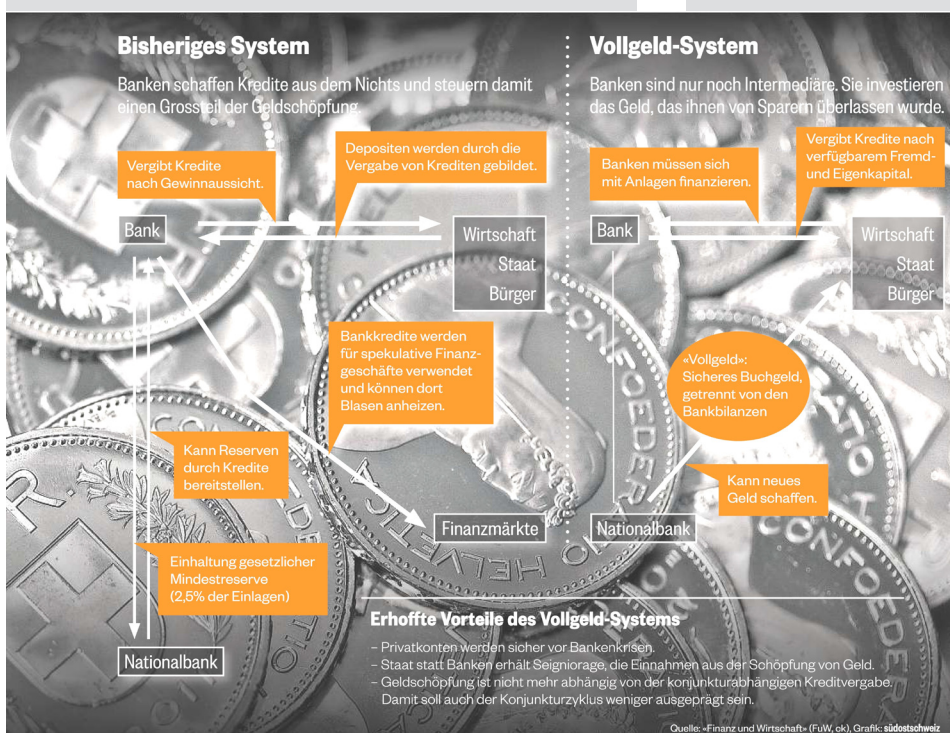 Bisheriges System
Banken schaffen Kredite aus dem Nichts und steuern damit
einen Grossteil der Geldschöpfung.
Vergibt Kredite
nach Gewinnaussicht.
Depositen werden durch die
Vergabe von Krediten gebildet.
Bank
Wirtschaft
Staat
Bürger
Bankkredite werden
für spekulative Finanz-
geschäfte verwendet
und können dort
Blasen anheizen.
Kann Reserven
durch Kredite
bereitstellen.
Finanzmärkte
Einhaltung gesetzlicher
Mindestreserve
(2,5% der Einlagen)
Nationalbank
Vollgeld-System
Banken sind nur noch Intermediäre. Sie investieren
das Geld, das ihnen von Sparern überlassen wurde.
Banken müssen sich
mit Anlagen finanzieren.
Vergibt Kredite nach
verfügbarem Fremd-
und Eigenkapital.
Bank
Wirtschaft
Staat
Bürger
«Vollgeld»:
Sicheres Buchgeld,
getrennt von den
Bankbilanzen
Kann neues
Geld schaffen.
Nationalbank
Erhoffte Vorteile des Vollgeld-Systems
– Privatkonten werden sicher vor Bankenkrisen.
– Staat statt Banken erhält Seigniorage, die Einnahmen aus der Schöpfung von Geld.
– Geldschöpfung ist nicht mehr abhängig von der konjunkturabhängigen Kreditvergabe.
Damit soll auch der Konjunkturzyklus weniger ausgeprägt sein.
Quelle: «Finanz und Wirtschaft» (FuW, ok), Grafik: südostschweiz
CONFOEDERATIO HELVETICA
CONFOEDER